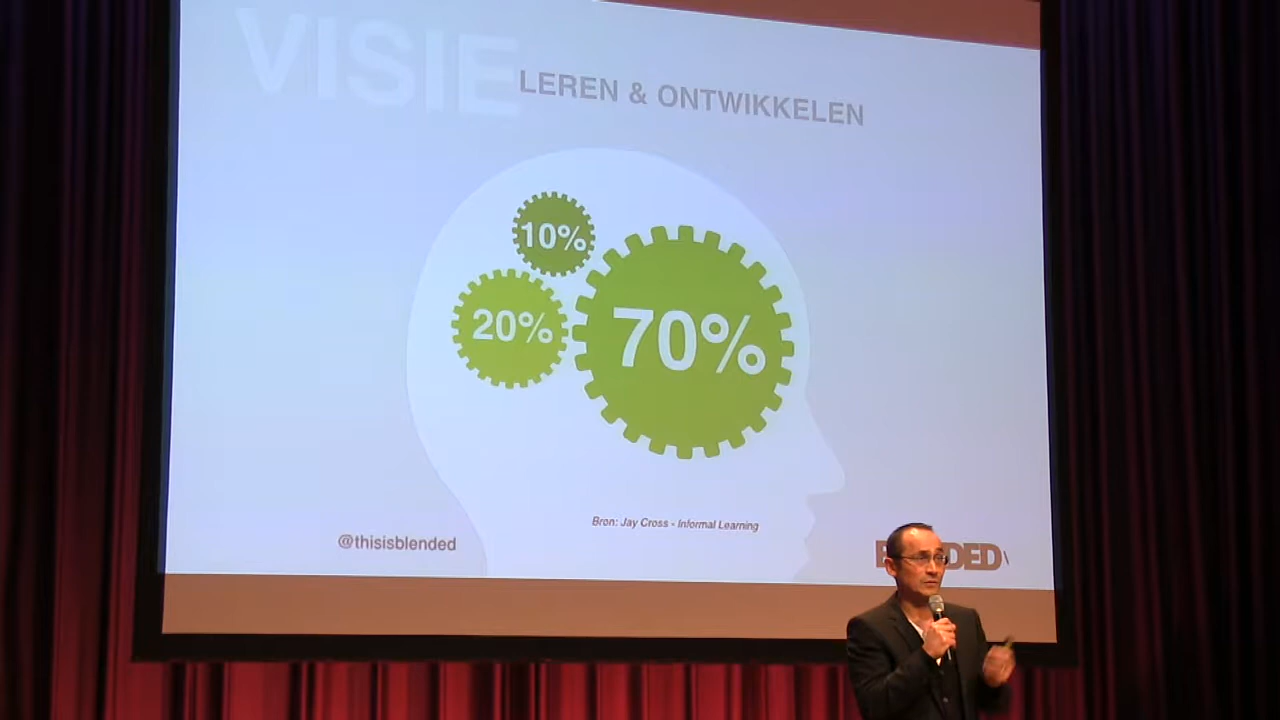 VISIE
LEREN & ONTWIKKELEN
10%
20%
70%
Bron: Jay Cross - Informal Learning
@thisisblended